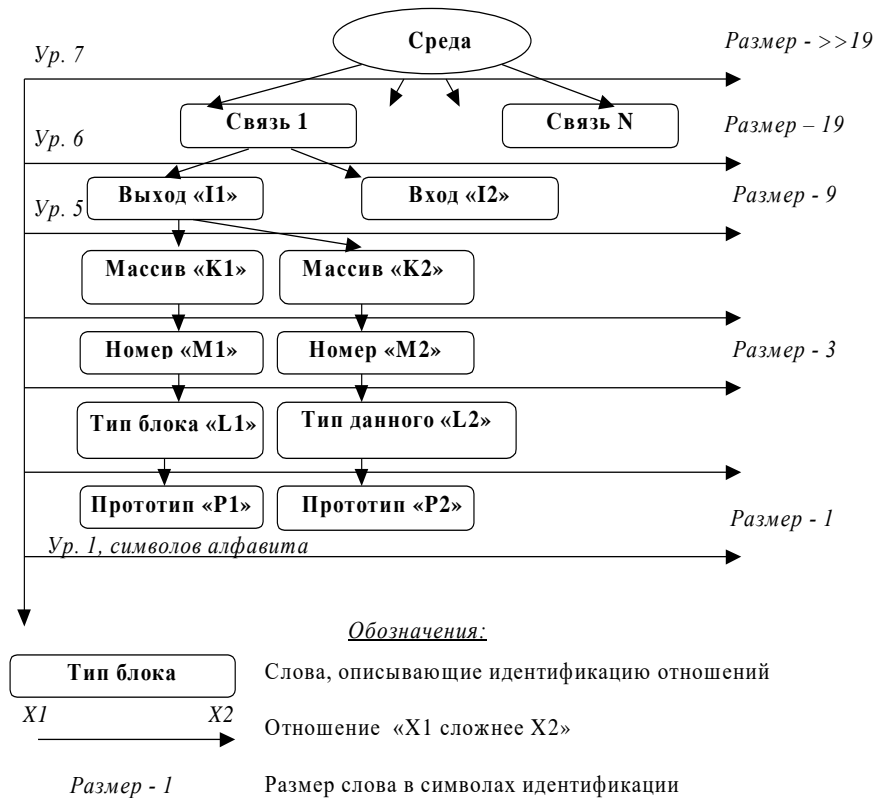 Среда
Ур. 7
Размер - >>19
Связь 1
Связь N
Размер – 19
Ур. 6
Выход «I1»
Вход «I2»
Размер - 9
Ур. 5
Массив «K1»
Массив «K2»
Номер «M1»
Номер «M2»
Размер - 3
Тип блока «L1»
Тип данного «L2»
Прототип «P1»
Прототип «P2»
Размер - 1
Ур. 1, символов алфавита
Обозначения:
Тип блока
Слова, описывающие идентификацию отношений
X1
X2
Отношение «X1 сложнее X2»
Размер - 1
Размер слова в символах идентификации